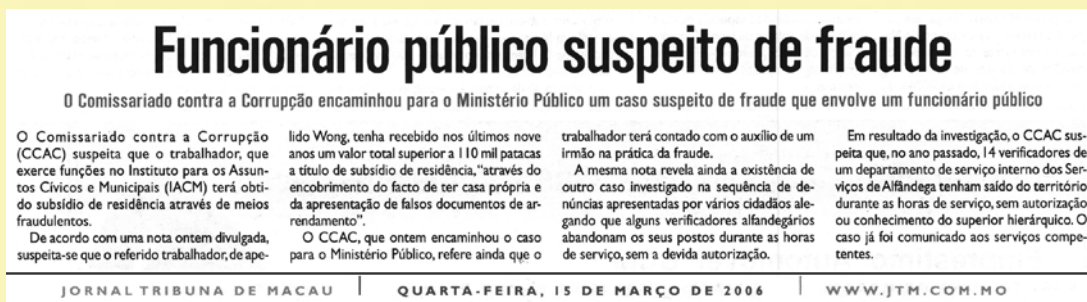 Funcionário público suspeito de fraude
O Comissariado contra a Corrupção encaminhou para o Ministério Público um caso suspeito de fraude que envolve um funcionário público
O Comissariado contra a Corrupção
(CCAC) suspeita que o trabalhador, que
exerce funções no Instituto para os Assun-
tos Cívicos e Municipais (IACM) terá obti-
do subsídio de residência através de meios
fraudulentos.
De acordo com uma nota ontem divulgada,
suspeita-se que o referido trabalhador, de ape-
lido Wong, tenha recebido nos últimos nove
anos um valor total superior a 110 mil patacas
a título de subsídio de residência, "através do
encobrimento do facto de ter casa própria e
da apresentação de falsos documentos de ar-
rendamento".
O CCAC, que ontem encaminhou o caso
para o Ministério Público, refere ainda que o
trabalhador terá contado com o auxílio de um
irmão na prática da fraude.
A mesma nota revela ainda a existência de
outro caso investigado na sequência de de-
núncias apresentadas por vários cidadãos ale-
gando que alguns verificadores alfandegários
abandonam os seus postos durante as horas
de serviço, sem a devida autorização.
Em resultado da investigação, o CCAC sus-
peita que, no ano passado, 14 verificadores de
um departamento de serviço interno dos Ser-
viços de Alfândega tenham saído do território
durante as horas de serviço, sem autorização
ou conhecimento do superior hierárquico. O
caso já foi comunicado aos serviços compe-
tentes.
JORNAL TRIBUNA DE MACAU | QUARTA-FEIRA, 15 DE MARÇO DE 2006 | WWW.JTM.COM.MO